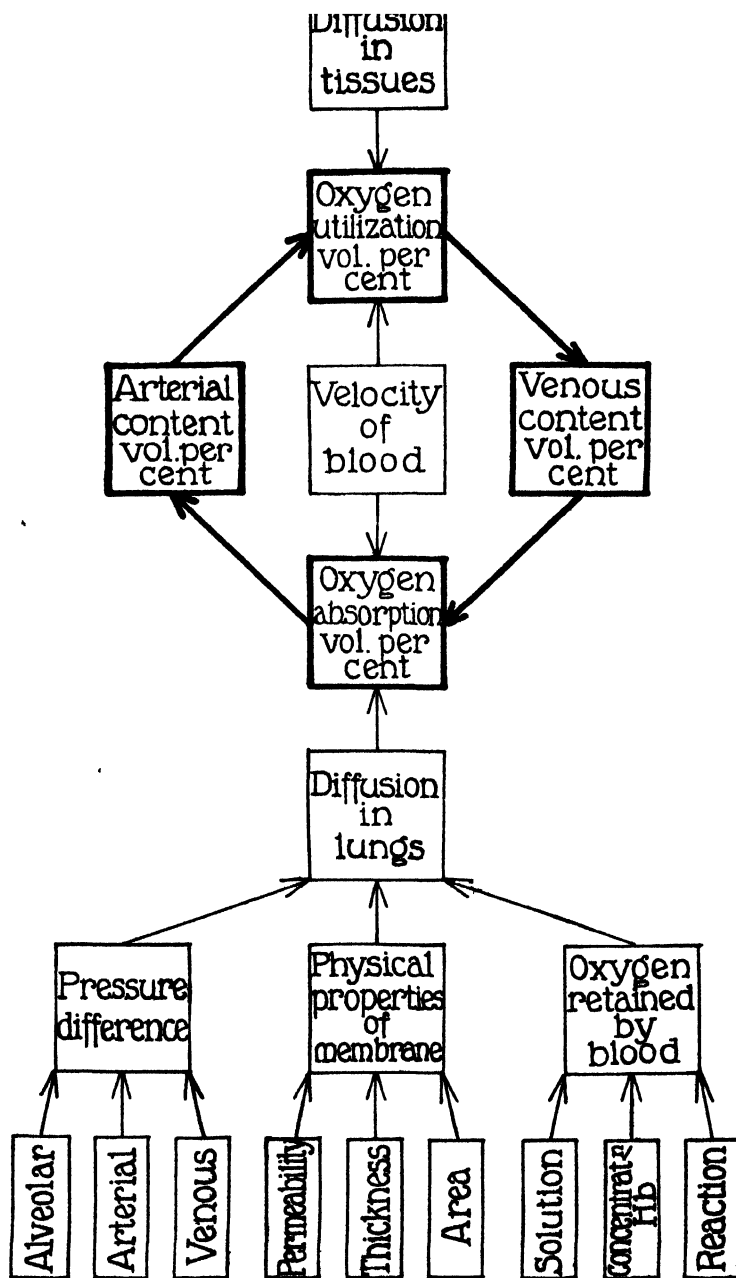 Diffusion
in
tissues
Oxygen
utilization
vol. per
cent
Arterial
content
vol. per
cent
Velocity
of
blood
Venous
content
vol. per
cent
Oxygen
absorption
vol. per
cent
Diffusion
in
lungs
Pressure
difference
Physical
properties
of
membrane
Oxygen
retained
by
blood
Alveolar
Arterial
Venous
Permeability
Thickness
Area
Solution
Concentratn
Hb
Reaction